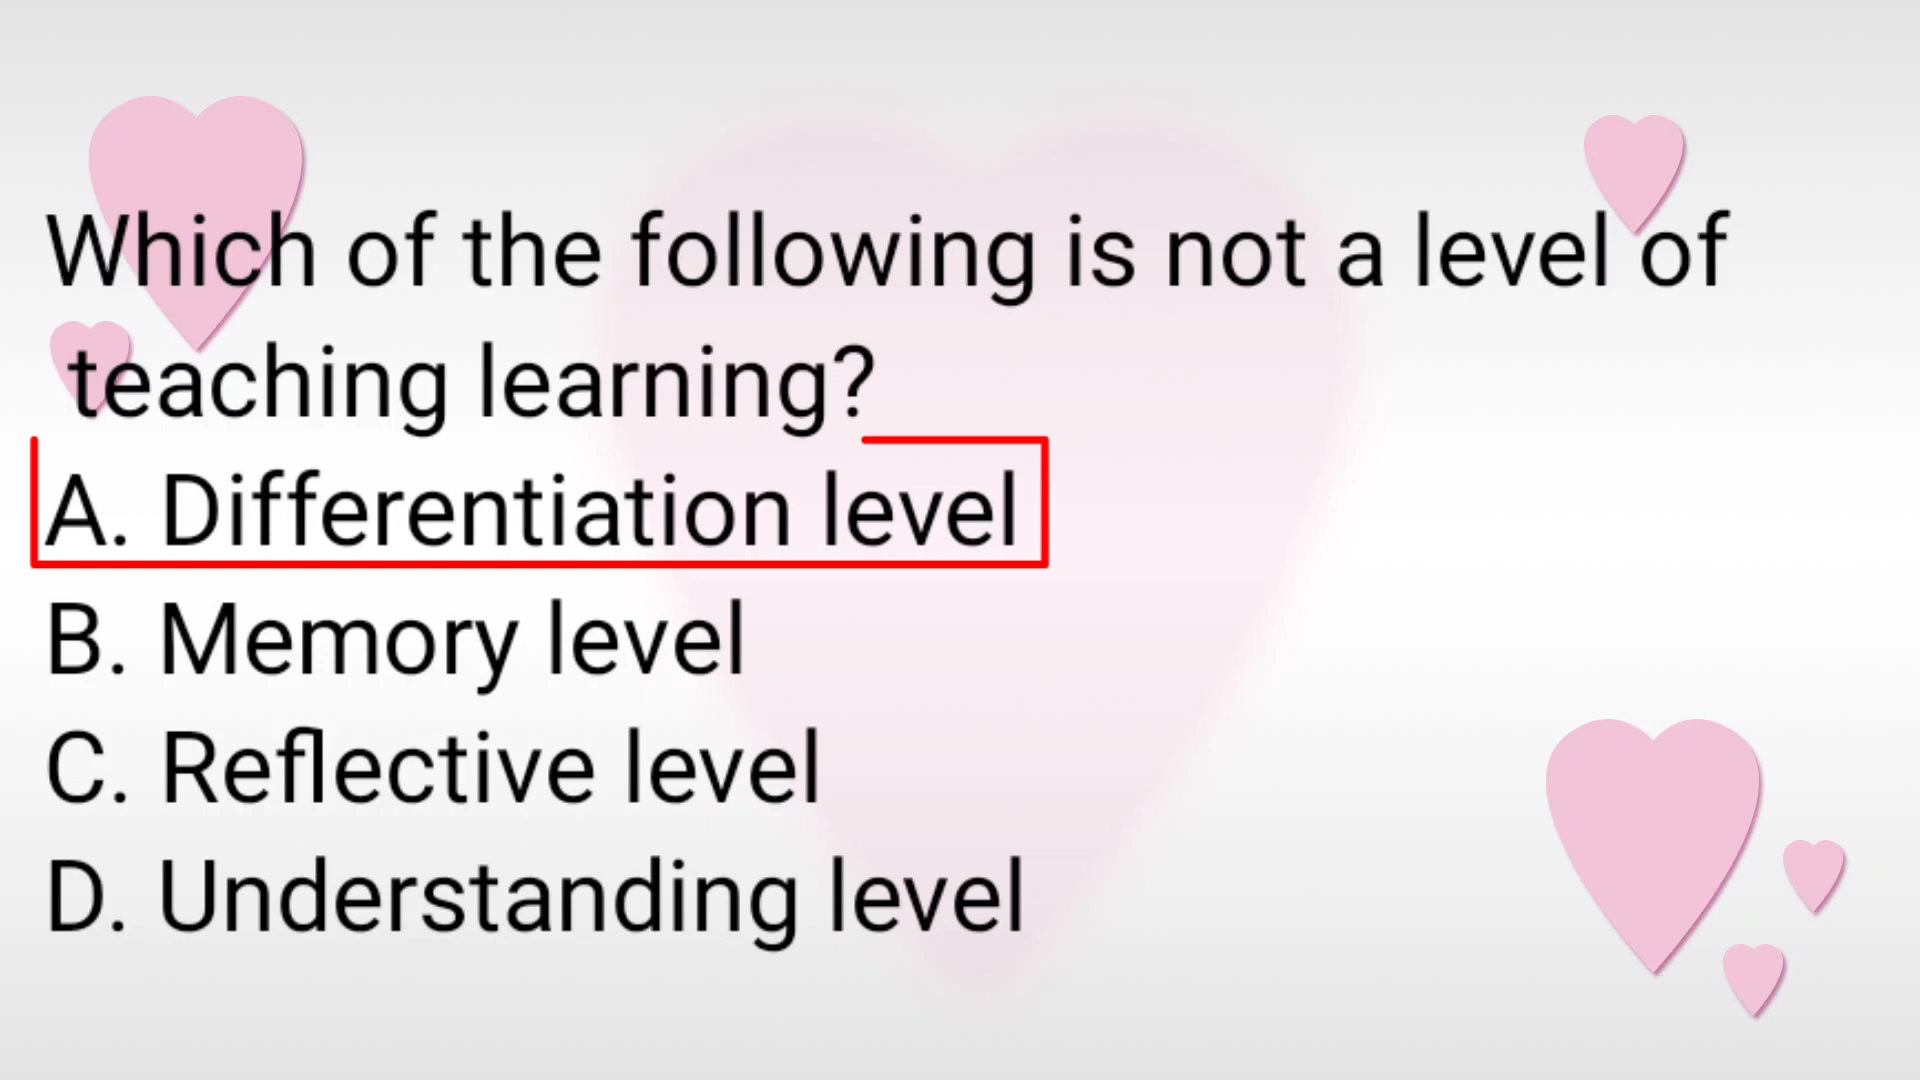 Which of the following is not a level of
teaching learning?
A. Differentiation level
B. Memory level
C. Reflective level
D. Understanding level